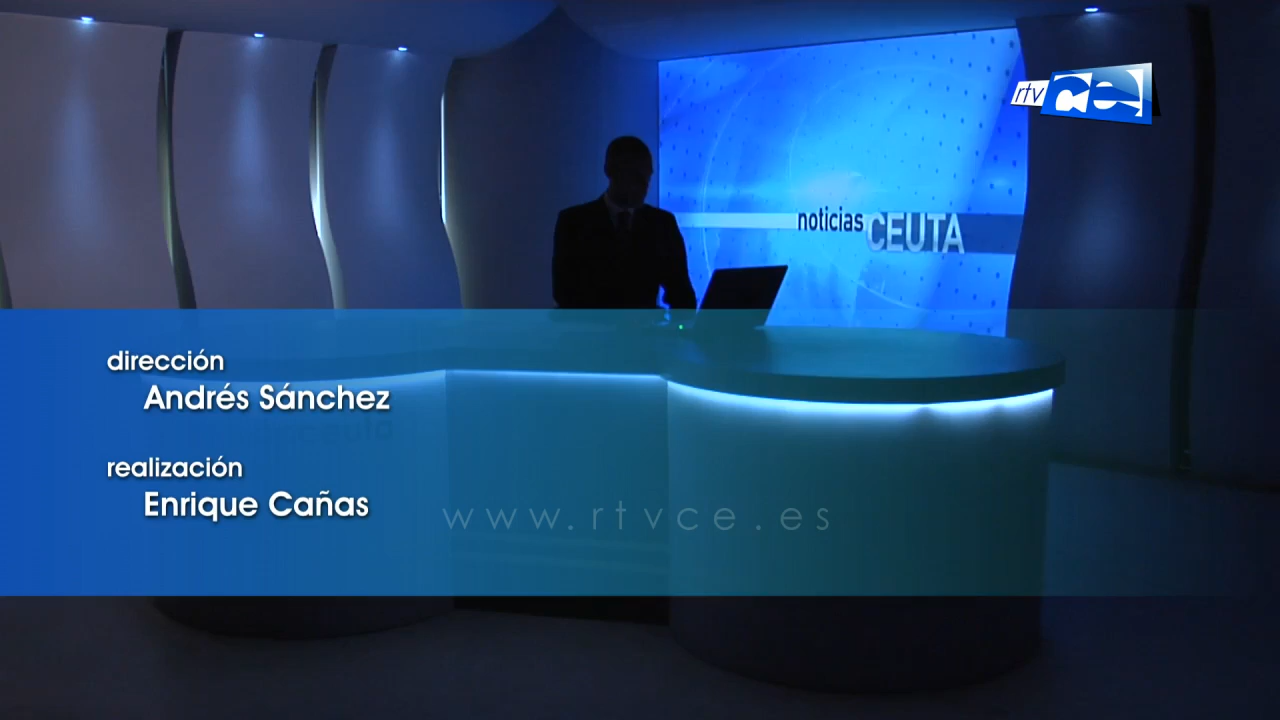 rtv ce
noticias CEUTA
dirección
Andrés Sánchez
realización
Enrique Cañas
www.rtvce.es